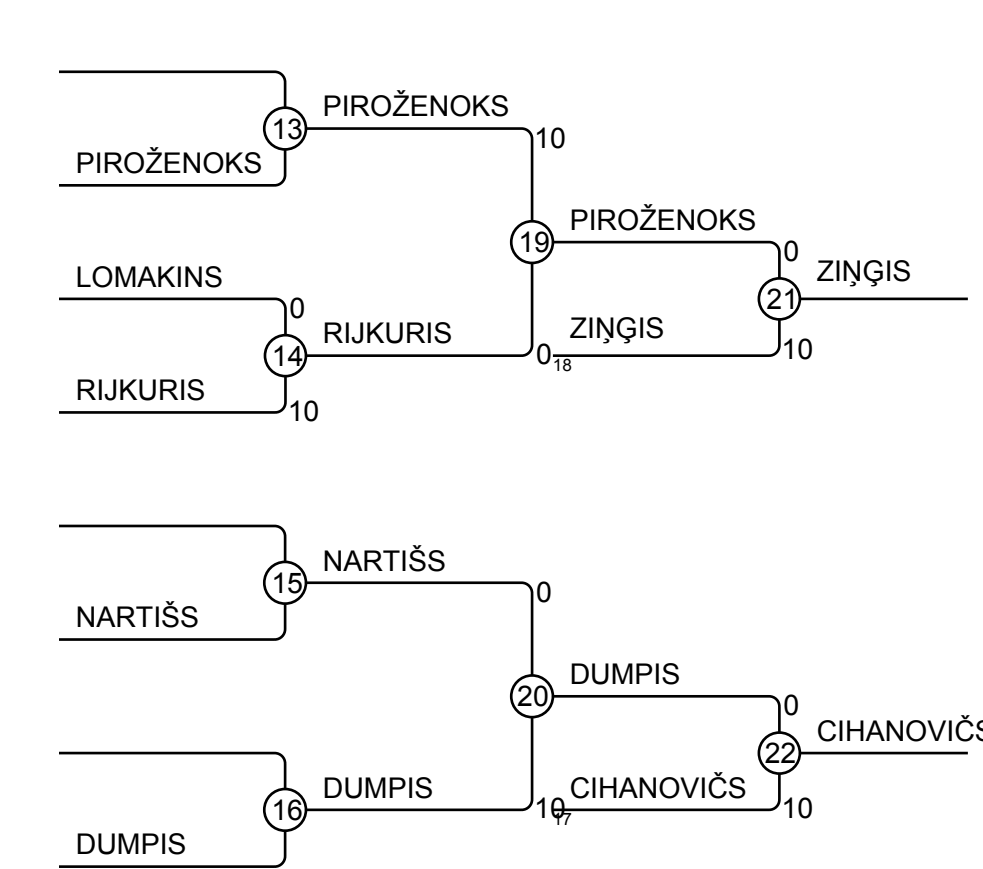 PIROŽENOKS
13
10
PIROŽENOKS
PIROŽENOKS
19
0
ZIŅĢIS
LOMAKINS
21
0
RIJKURIS
ZIŅĢIS
14
0
18
10
RIJKURIS
10
NARTIŠS
15
0
NARTIŠS
DUMPIS
20
0
CIHANOVIČS
22
DUMPIS
CIHANOVIČS
16
10
17
10
DUMPIS